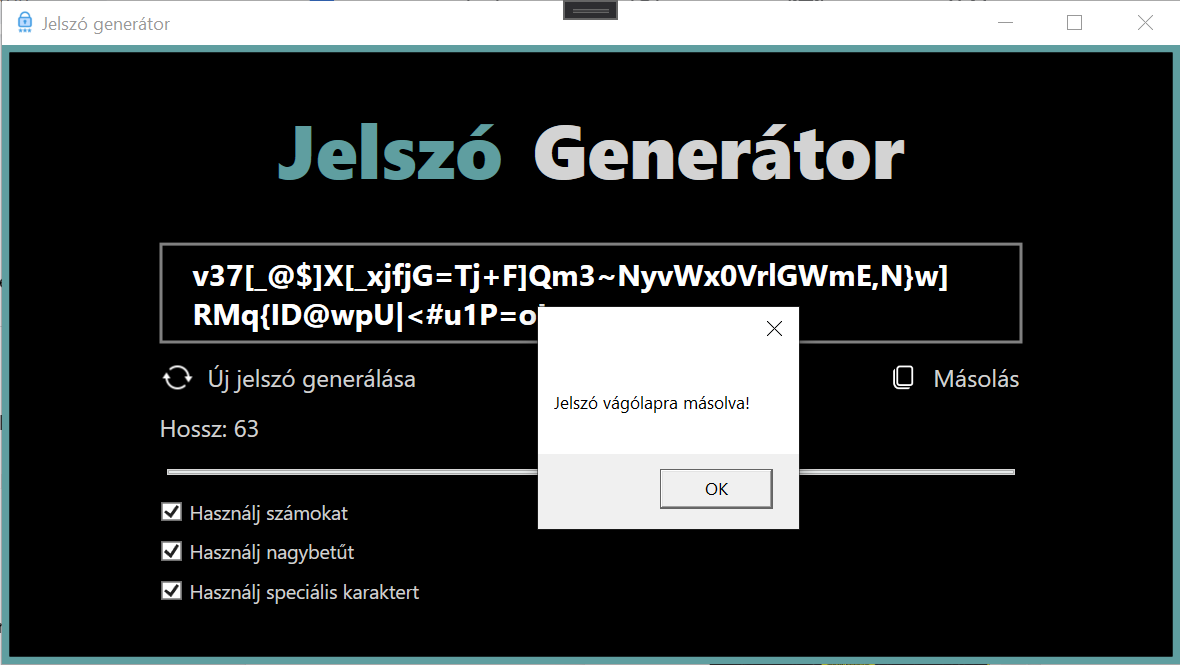 Jelszó generátor
Jelszó Generátor
v37[_@$]X[_xjfjG=Tj+F]Qm3~NyvWx0VrlGWmE,N}w]
RMq{ID@wpU|<#u1P=o
Új jelszó generálása
Másolás
Jelszó vágólapra másolva!
Hossz: 63
OK
Használj számokat
Használj nagybetűt
Használj speciális karaktert